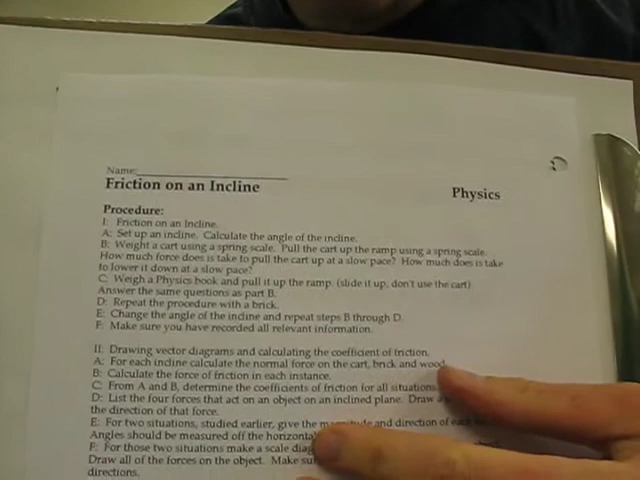 Name:
Friction on an Incline
Physics
Procedure:
I: Friction on an Incline.
A: Set up an incline. Calculate the angle of the incline.
B: Weight a cart using a spring scale. Pull the cart up the ramp using a spring scale.
How much force does is take to pull the cart up at a slow pace? How much does is take
to lower it down at a slow pace?
C: Weigh a Physics book and pull it up the ramp. (slide it up, don't use the cart)
Answer the same questions as part B.
D: Repeat the procedure with a brick.
E: Change the angle of the incline and repeat steps B through D.
F: Make sure you have recorded all relevant information.
II: Drawing vector diagrams and calculating the coefficient of friction.
A: For each incline calculate the normal force on the cart, brick and wood
B: Calculate the force of friction in each instance.
C: From A and B, determine the coefficients of friction for all situations
D: List the four forces that act on an object on an inclined plane. Draw
the direction of that force.
E: For two situations, studied earlier, give the and direction of
Angles should be measured off the horizontal
F: For those two situations make a scale
Draw all of the forces on the object. Make
directions.